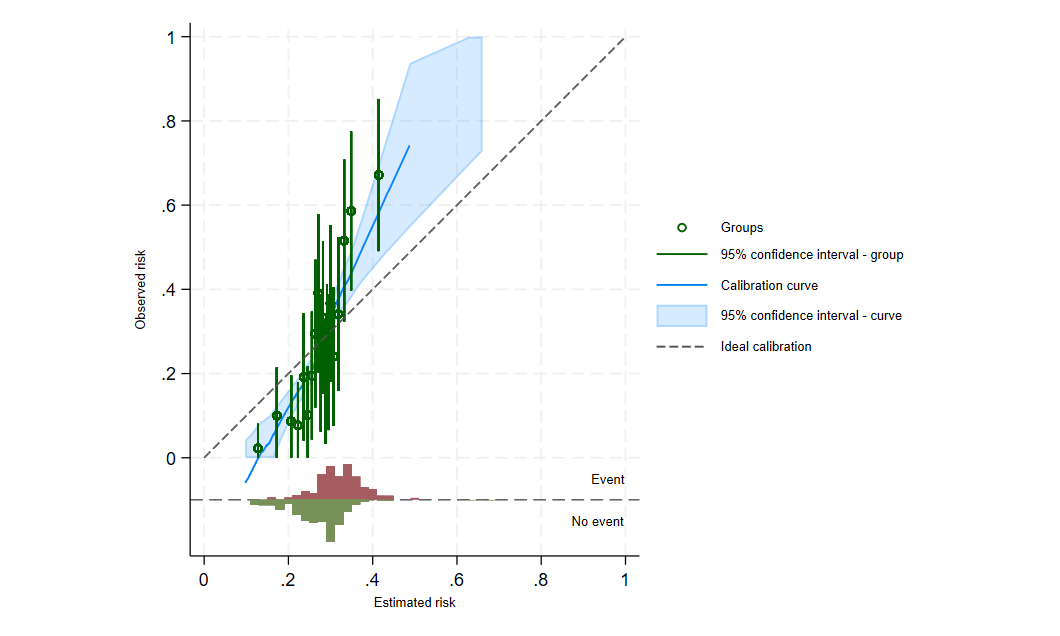 1
.8
.6
.4
.2
0
Observed risk
Event
No event
0
.2
.4
.6
.8
1
Estimated risk
Groups
95% confidence interval - group
Calibration curve
95% confidence interval - curve
Ideal calibration